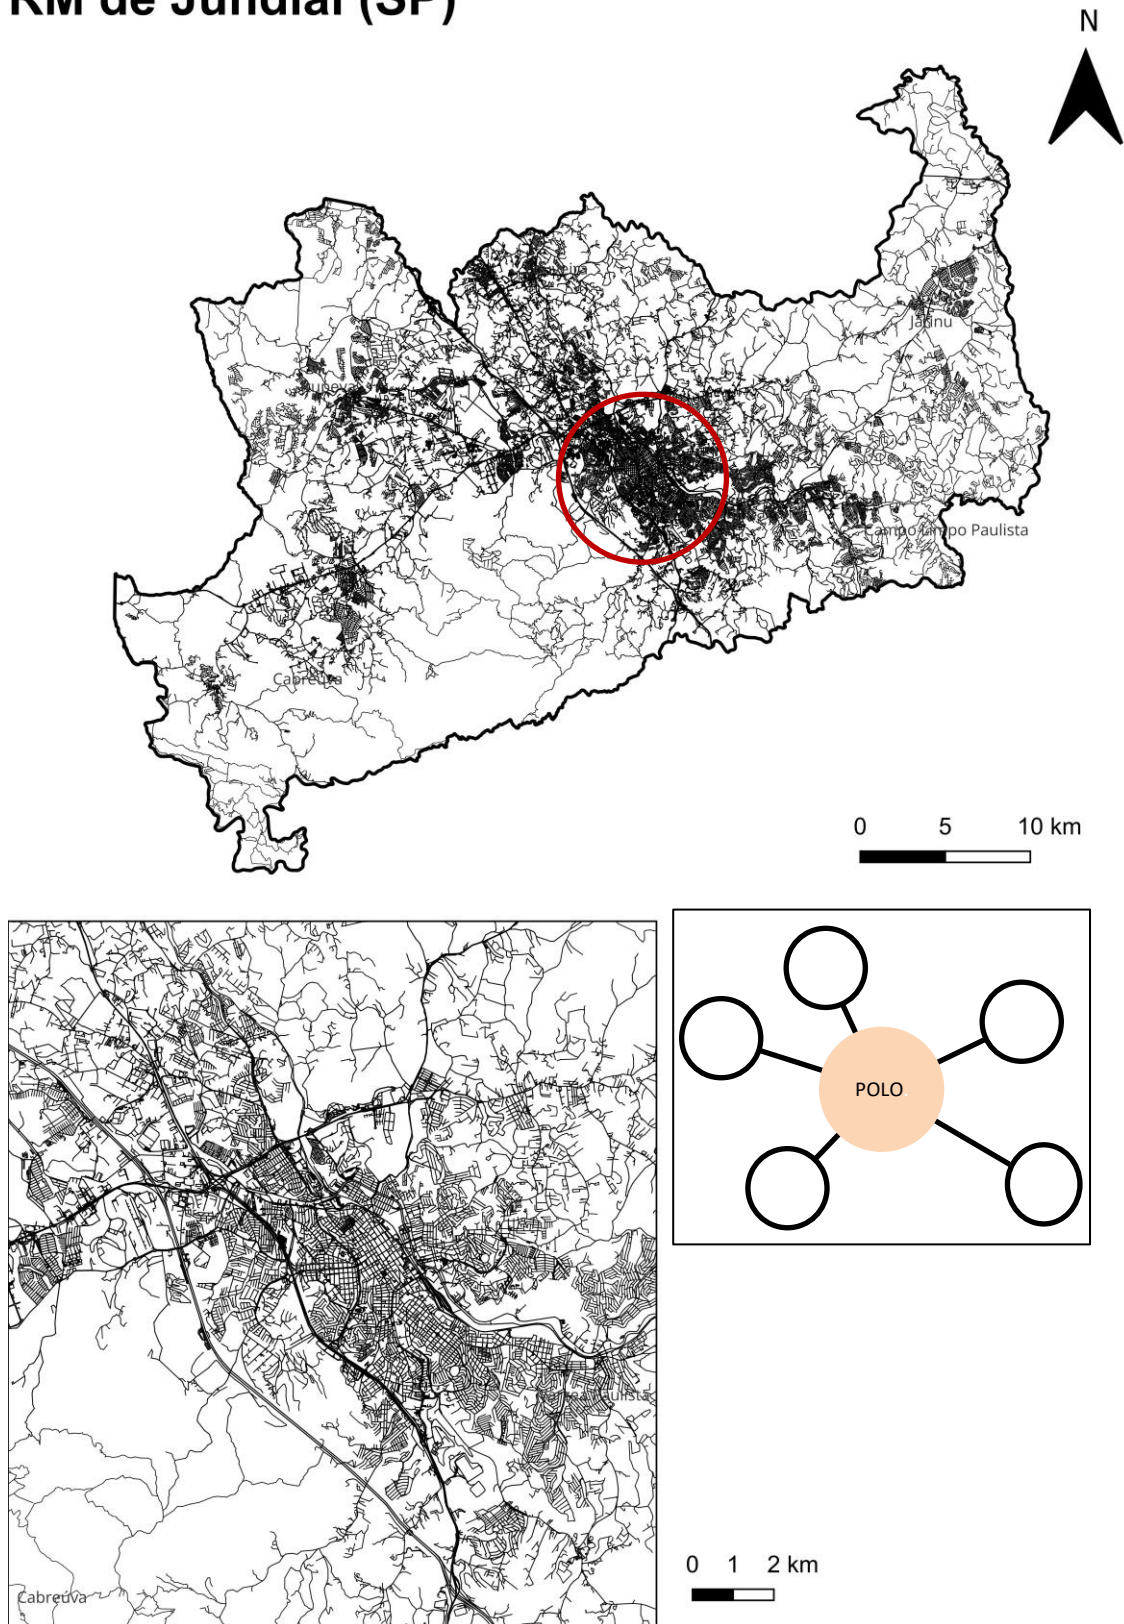 RM de Jundiaí (SP)
N
Jarinu
Campo Limpo Paulista
Cabreúva
0 5 10 km
POLO
0 1 2 km
Cabreúva